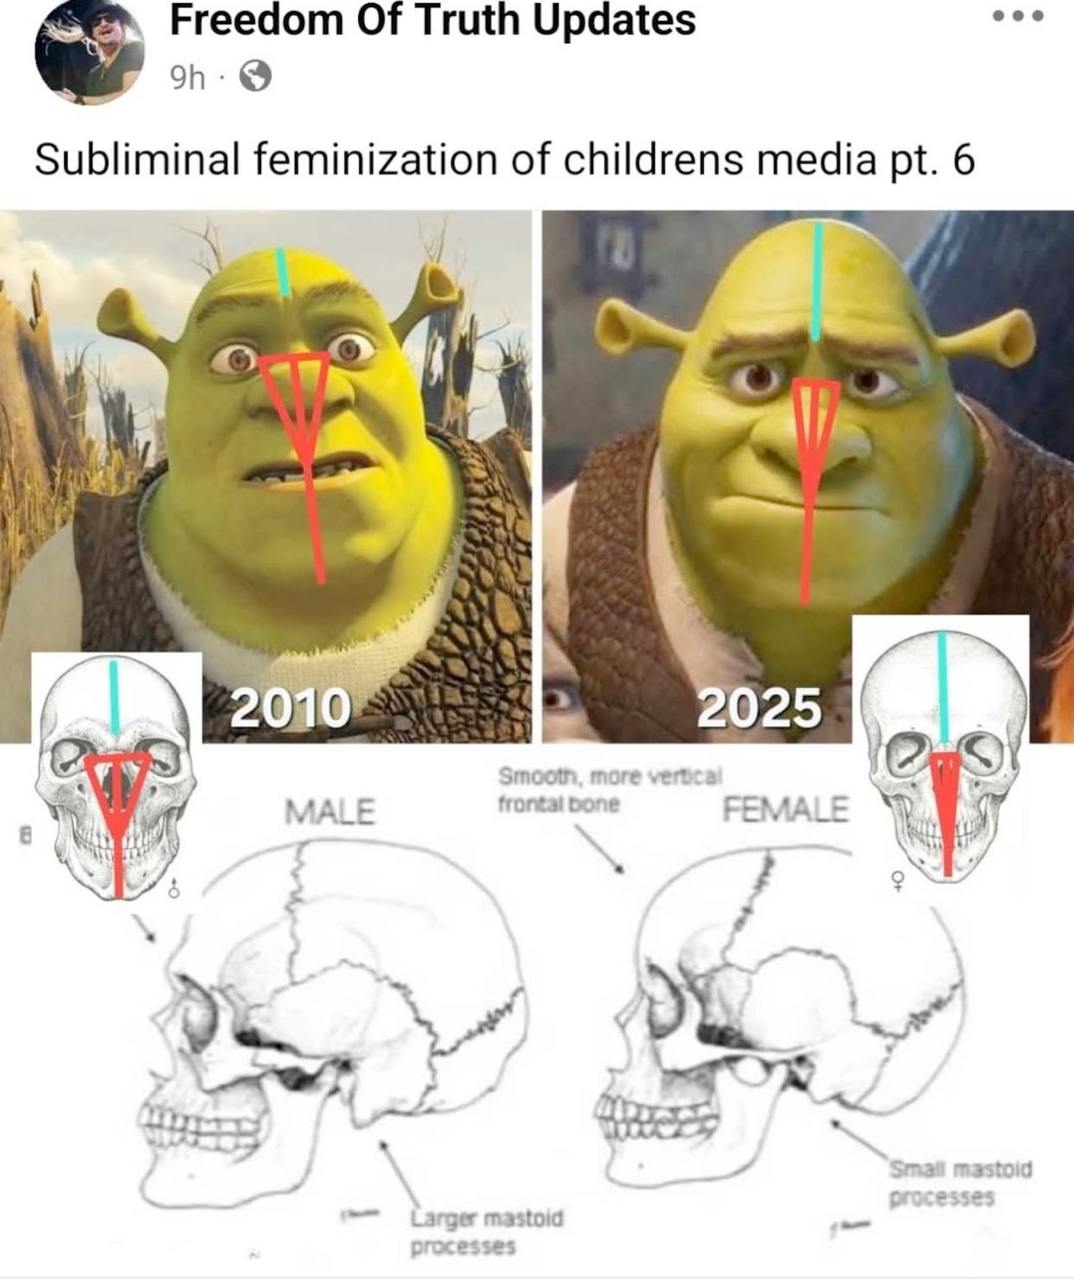 Freedom Of Truth Updates
9h ·
Subliminal feminization of childrens media pt. 6
2010
2025
MALE
Smooth, more vertical
frontal bone
FEMALE
♂
♀
Small mastoid
processes
Larger mastoid
processes